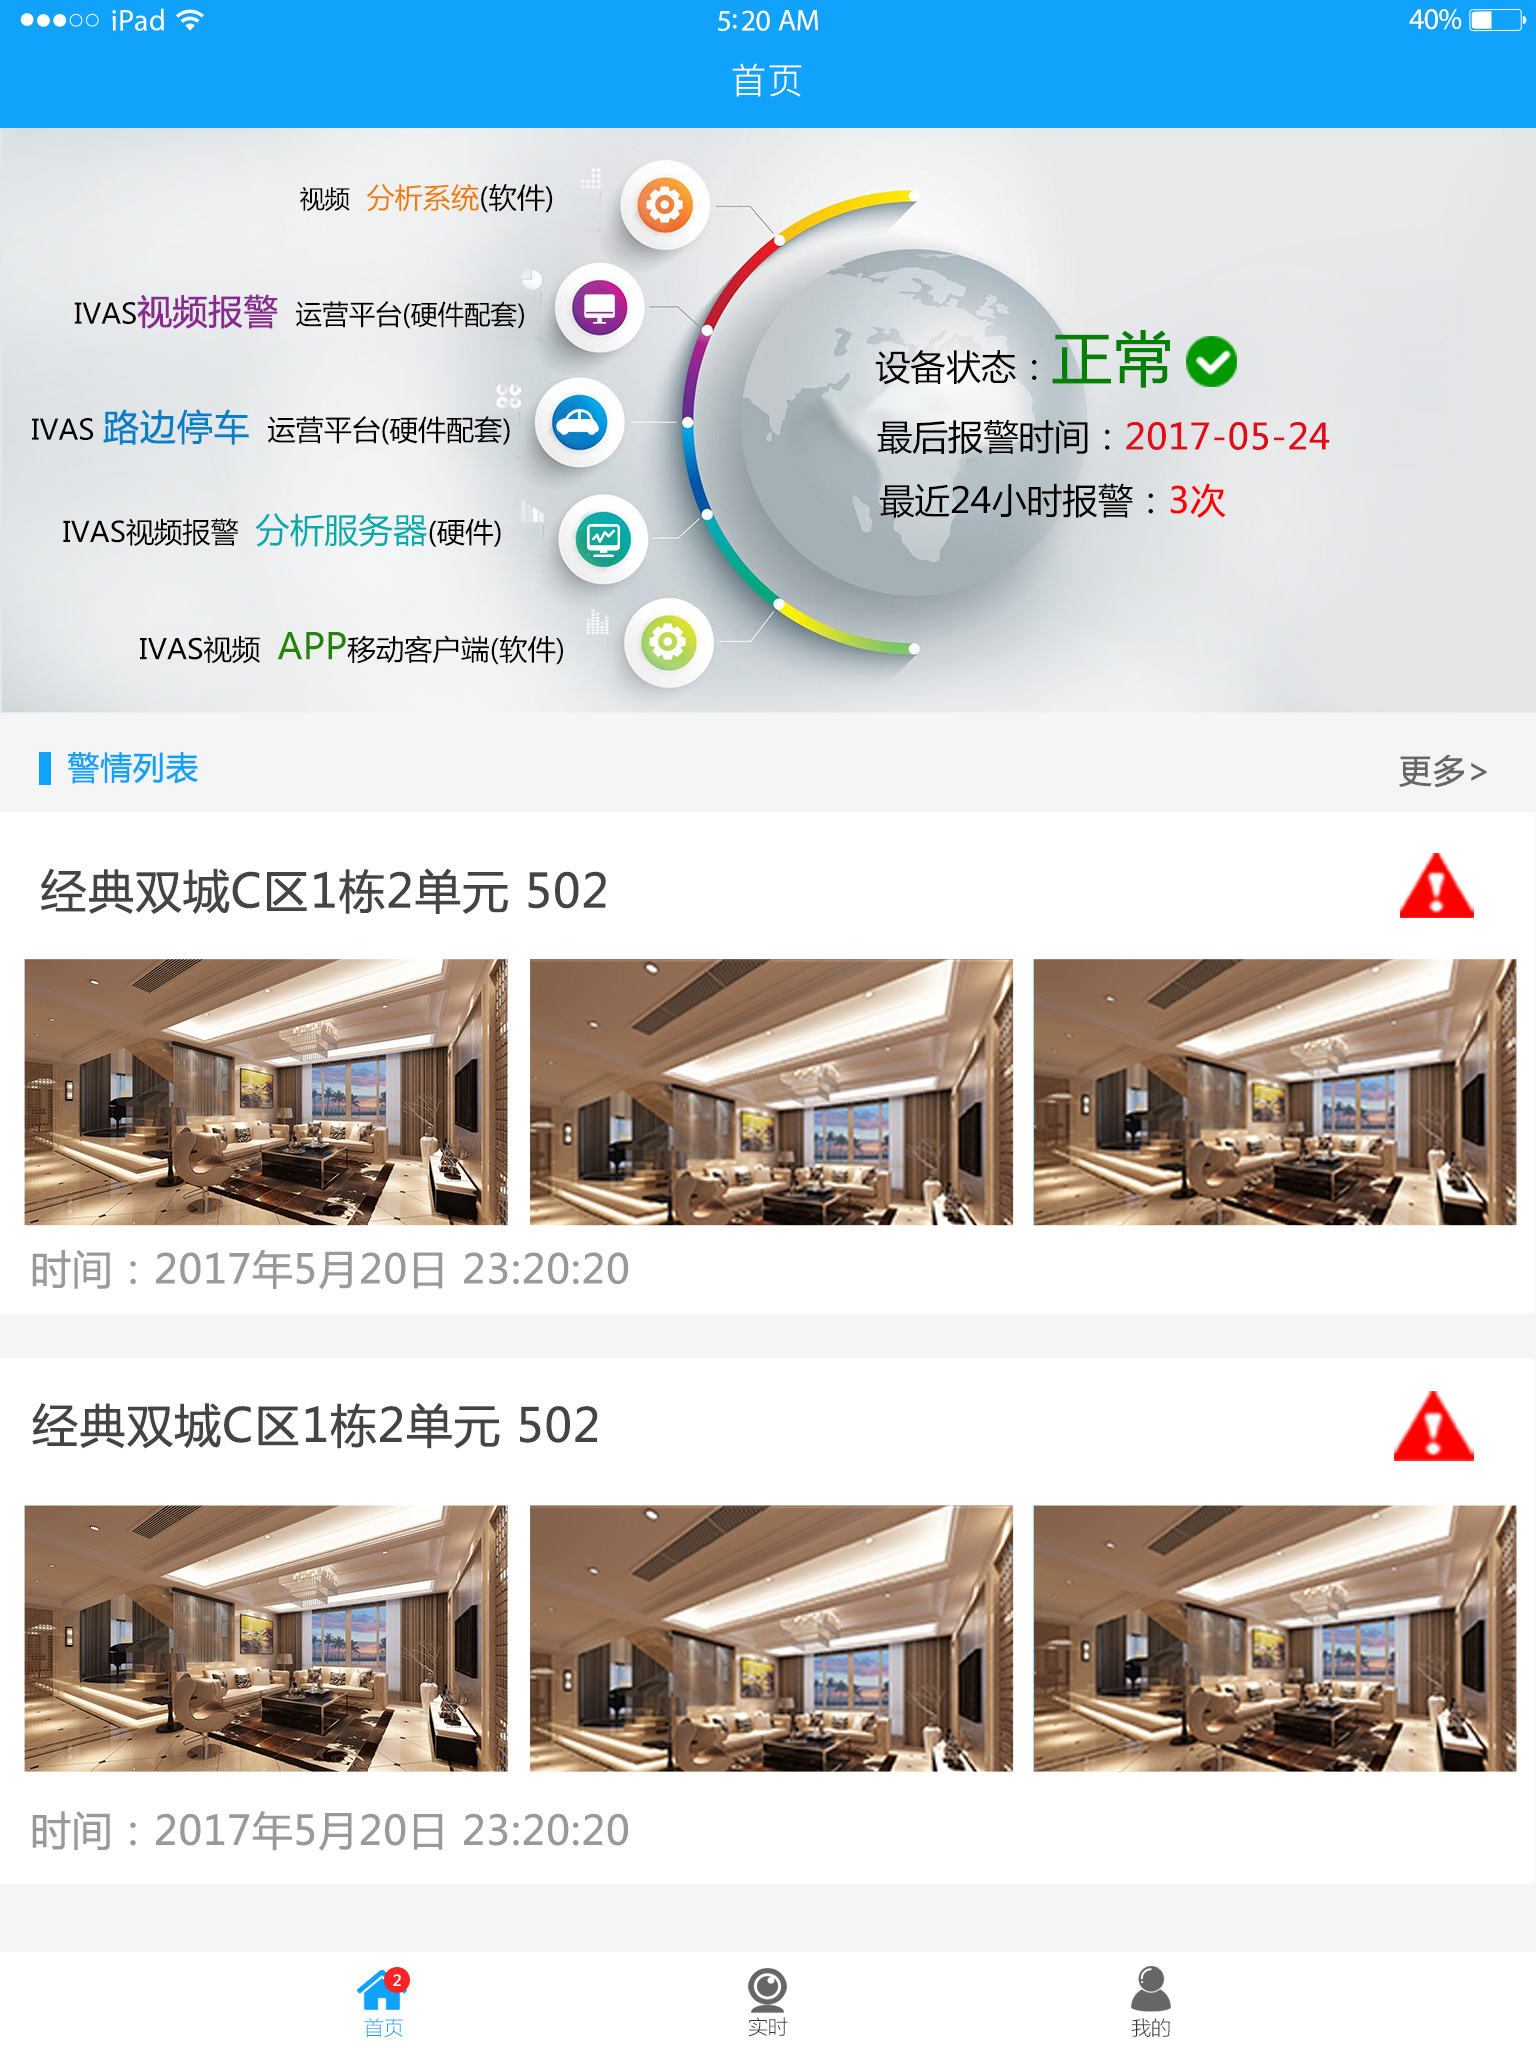 iPad 5:20 AM 40%
首页
视频 分析系统(软件)
IVAS视频报警 运营平台(硬件配套)
IVAS 路边停车 运营平台(硬件配套)
IVAS视频报警 分析服务器(硬件)
IVAS视频 APP移动客户端(软件)
设备状态：正常
最后报警时间：2017-05-24
最近24小时报警：3次
警情列表 更多>
经典双城C区1栋2单元 502
时间：2017年5月20日 23:20:20
经典双城C区1栋2单元 502
时间：2017年5月20日 23:20:20
2
首页 实时 我的